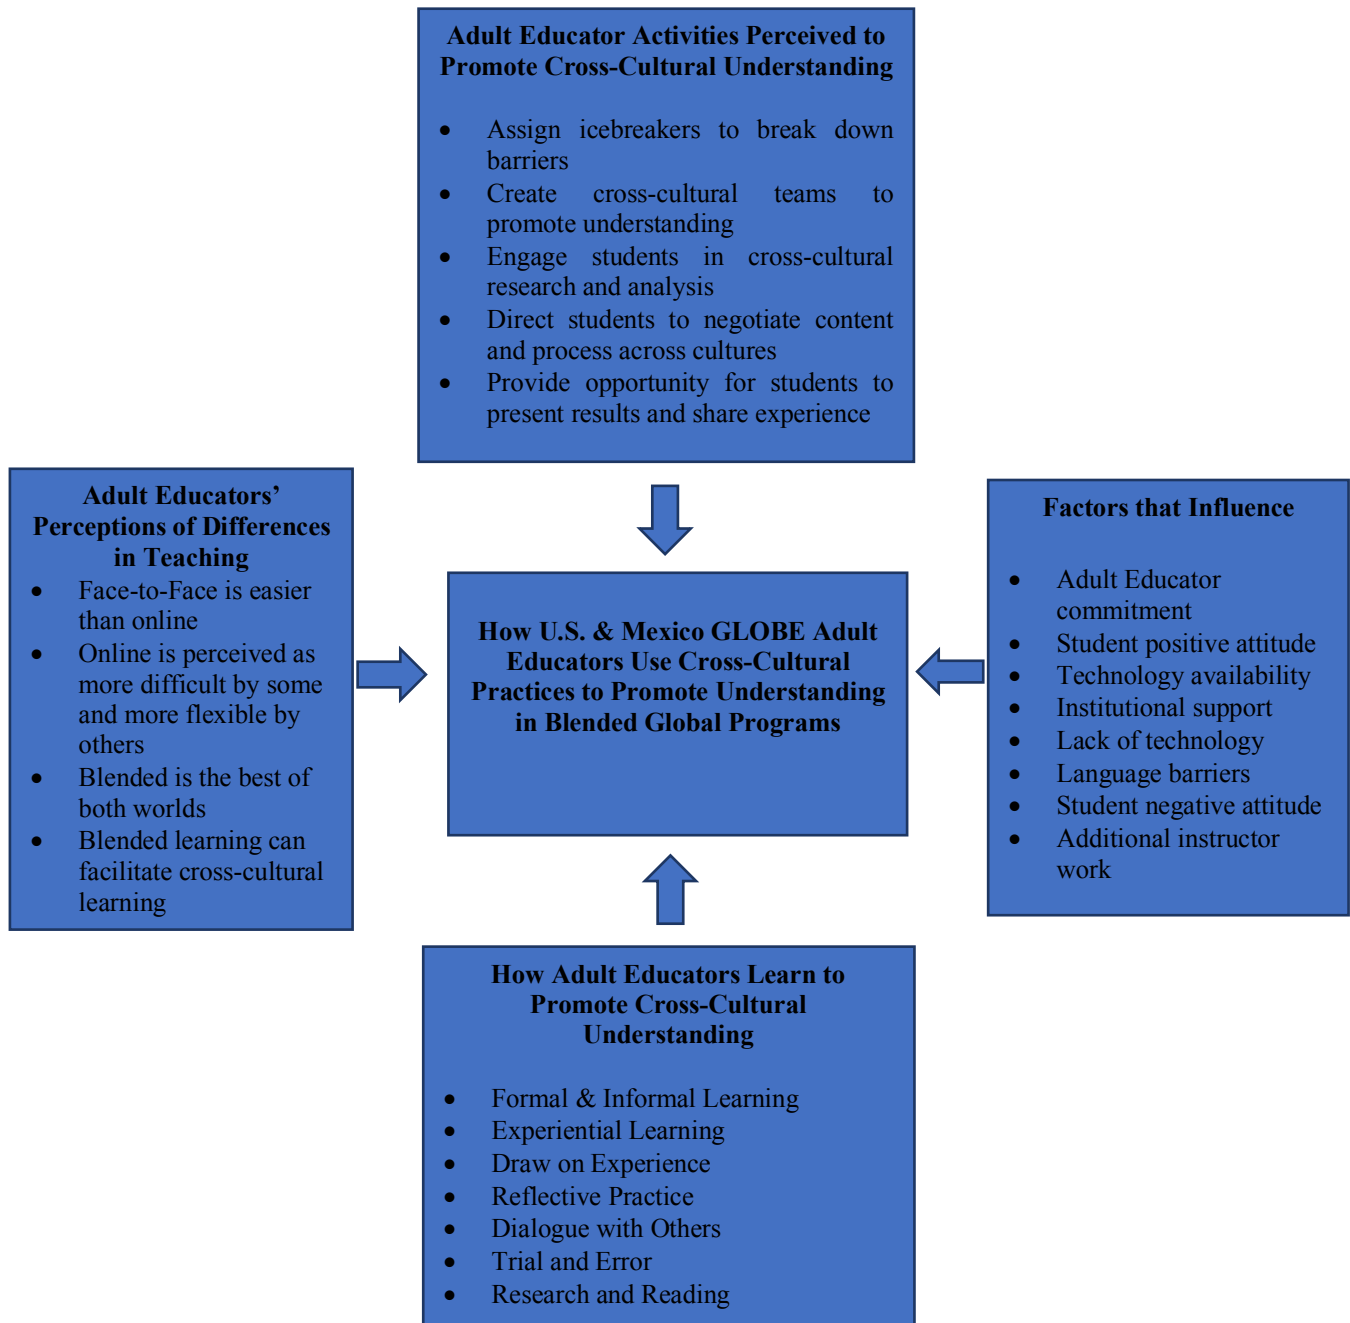 Adult Educator Activities Perceived to
Promote Cross-Cultural Understanding
• Assign icebreakers to break down
barriers
• Create cross-cultural teams to
promote understanding
• Engage students in cross-cultural
research and analysis
• Direct students to negotiate content
and process across cultures
• Provide opportunity for students to
present results and share experience
Adult Educators’
Perceptions of Differences
in Teaching
• Face-to-Face is easier
than online
• Online is perceived as
more difficult by some
and more flexible by
others
• Blended is the best of
both worlds
• Blended learning can
facilitate cross-cultural
learning
How U.S. & Mexico GLOBE Adult
Educators Use Cross-Cultural
Practices to Promote Understanding
in Blended Global Programs
Factors that Influence
• Adult Educator
commitment
• Student positive attitude
• Technology availability
• Institutional support
• Lack of technology
• Language barriers
• Student negative attitude
• Additional instructor
work
How Adult Educators Learn to
Promote Cross-Cultural
Understanding
• Formal & Informal Learning
• Experiential Learning
• Draw on Experience
• Reflective Practice
• Dialogue with Others
• Trial and Error
• Research and Reading